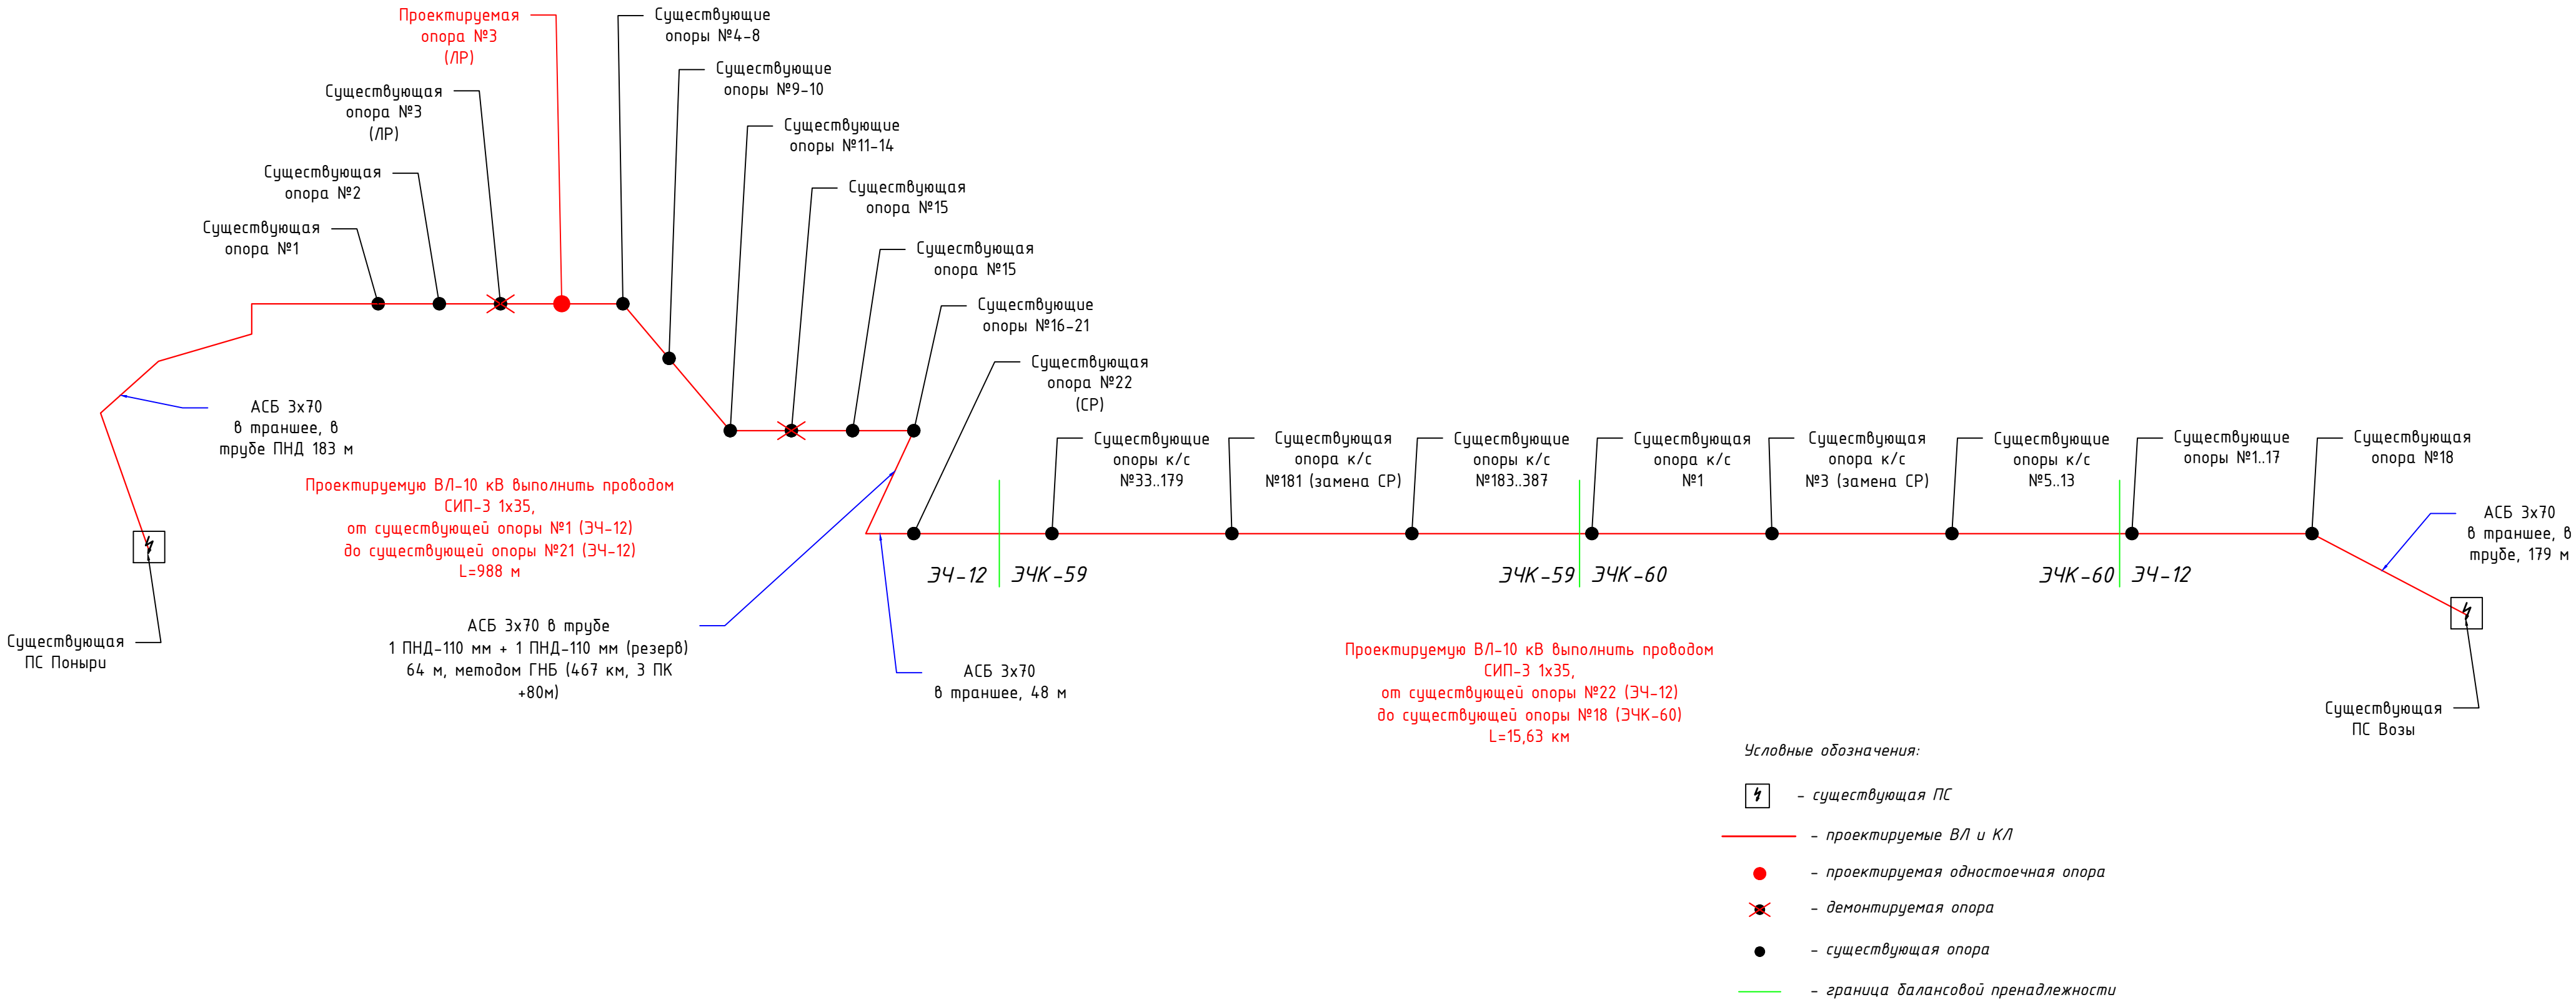 Проектируемая
опора №3
(ЛР)
Существующие
опоры №4-8
Существующие
опоры №9-10
Существующая
опора №3
(ЛР)
Существующие
опоры №11-14
Существующая
опора №2
Существующая
опора №15
Существующая
опора №1
Существующая
опора №15
Существующие
опоры №16-21
Существующая
опора №22
(СР)
АСБ 3х70
в траншее, в
трубе ПНД 183 м
Существующие
опоры к/с
№33..179
Существующая
опора к/с
№181 (замена СР)
Существующие
опоры к/с
№183..387
Существующая
опора к/с
№1
Существующая
опора к/с
№3 (замена СР)
Существующие
опоры к/с
№5..13
Существующие
опоры №1..17
Существующая
опора №18
Проектируемую ВЛ-10 кВ выполнить проводом
СИП-3 1х35,
от существующей опоры №1 (ЭЧ-12)
до существующей опоры №21 (ЭЧ-12)
L=988 м
АСБ 3х70
в траншее, в
трубе, 179 м
ЭЧ-12
ЭЧК-59
ЭЧК-59
ЭЧК-60
ЭЧК-60
ЭЧ-12
Существующая
ПС Поныри
АСБ 3х70 в трубе
1 ПНД-110 мм + 1 ПНД-110 мм (резерв)
64 м, методом ГНБ (467 км, 3 ПК
+80м)
АСБ 3х70
в траншее, 48 м
Проектируемую ВЛ-10 кВ выполнить проводом
СИП-3 1х35,
от существующей опоры №22 (ЭЧ-12)
до существующей опоры №18 (ЭЧК-60)
L=15,63 км
Существующая
ПС Возы
Условные обозначения:
- существующая ПС
- проектируемые ВЛ и КЛ
- проектируемая одностоечная опора
- демонтируемая опора
- существующая опора
- граница балансовой пренадлежности